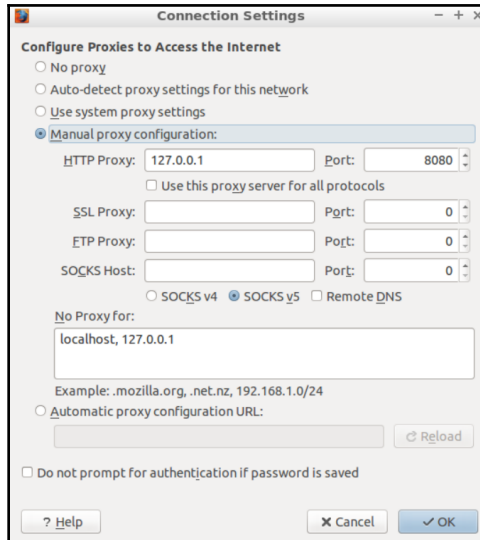 Connection Settings
Configure Proxies to Access the Internet
No proxy
Auto-detect proxy settings for this network
Use system proxy settings
Manual proxy configuration:
HTTP Proxy: 127.0.0.1 Port: 8080
Use this proxy server for all protocols
SSL Proxy: Port: 0
FTP Proxy: Port: 0
SOCKS Host: Port: 0
SOCKS v4 SOCKS v5 Remote DNS
No Proxy for:
localhost, 127.0.0.1
Example: .mozilla.org, .net.nz, 192.168.1.0/24
Automatic proxy configuration URL:
Reload
Do not prompt for authentication if password is saved
? Help Cancel OK